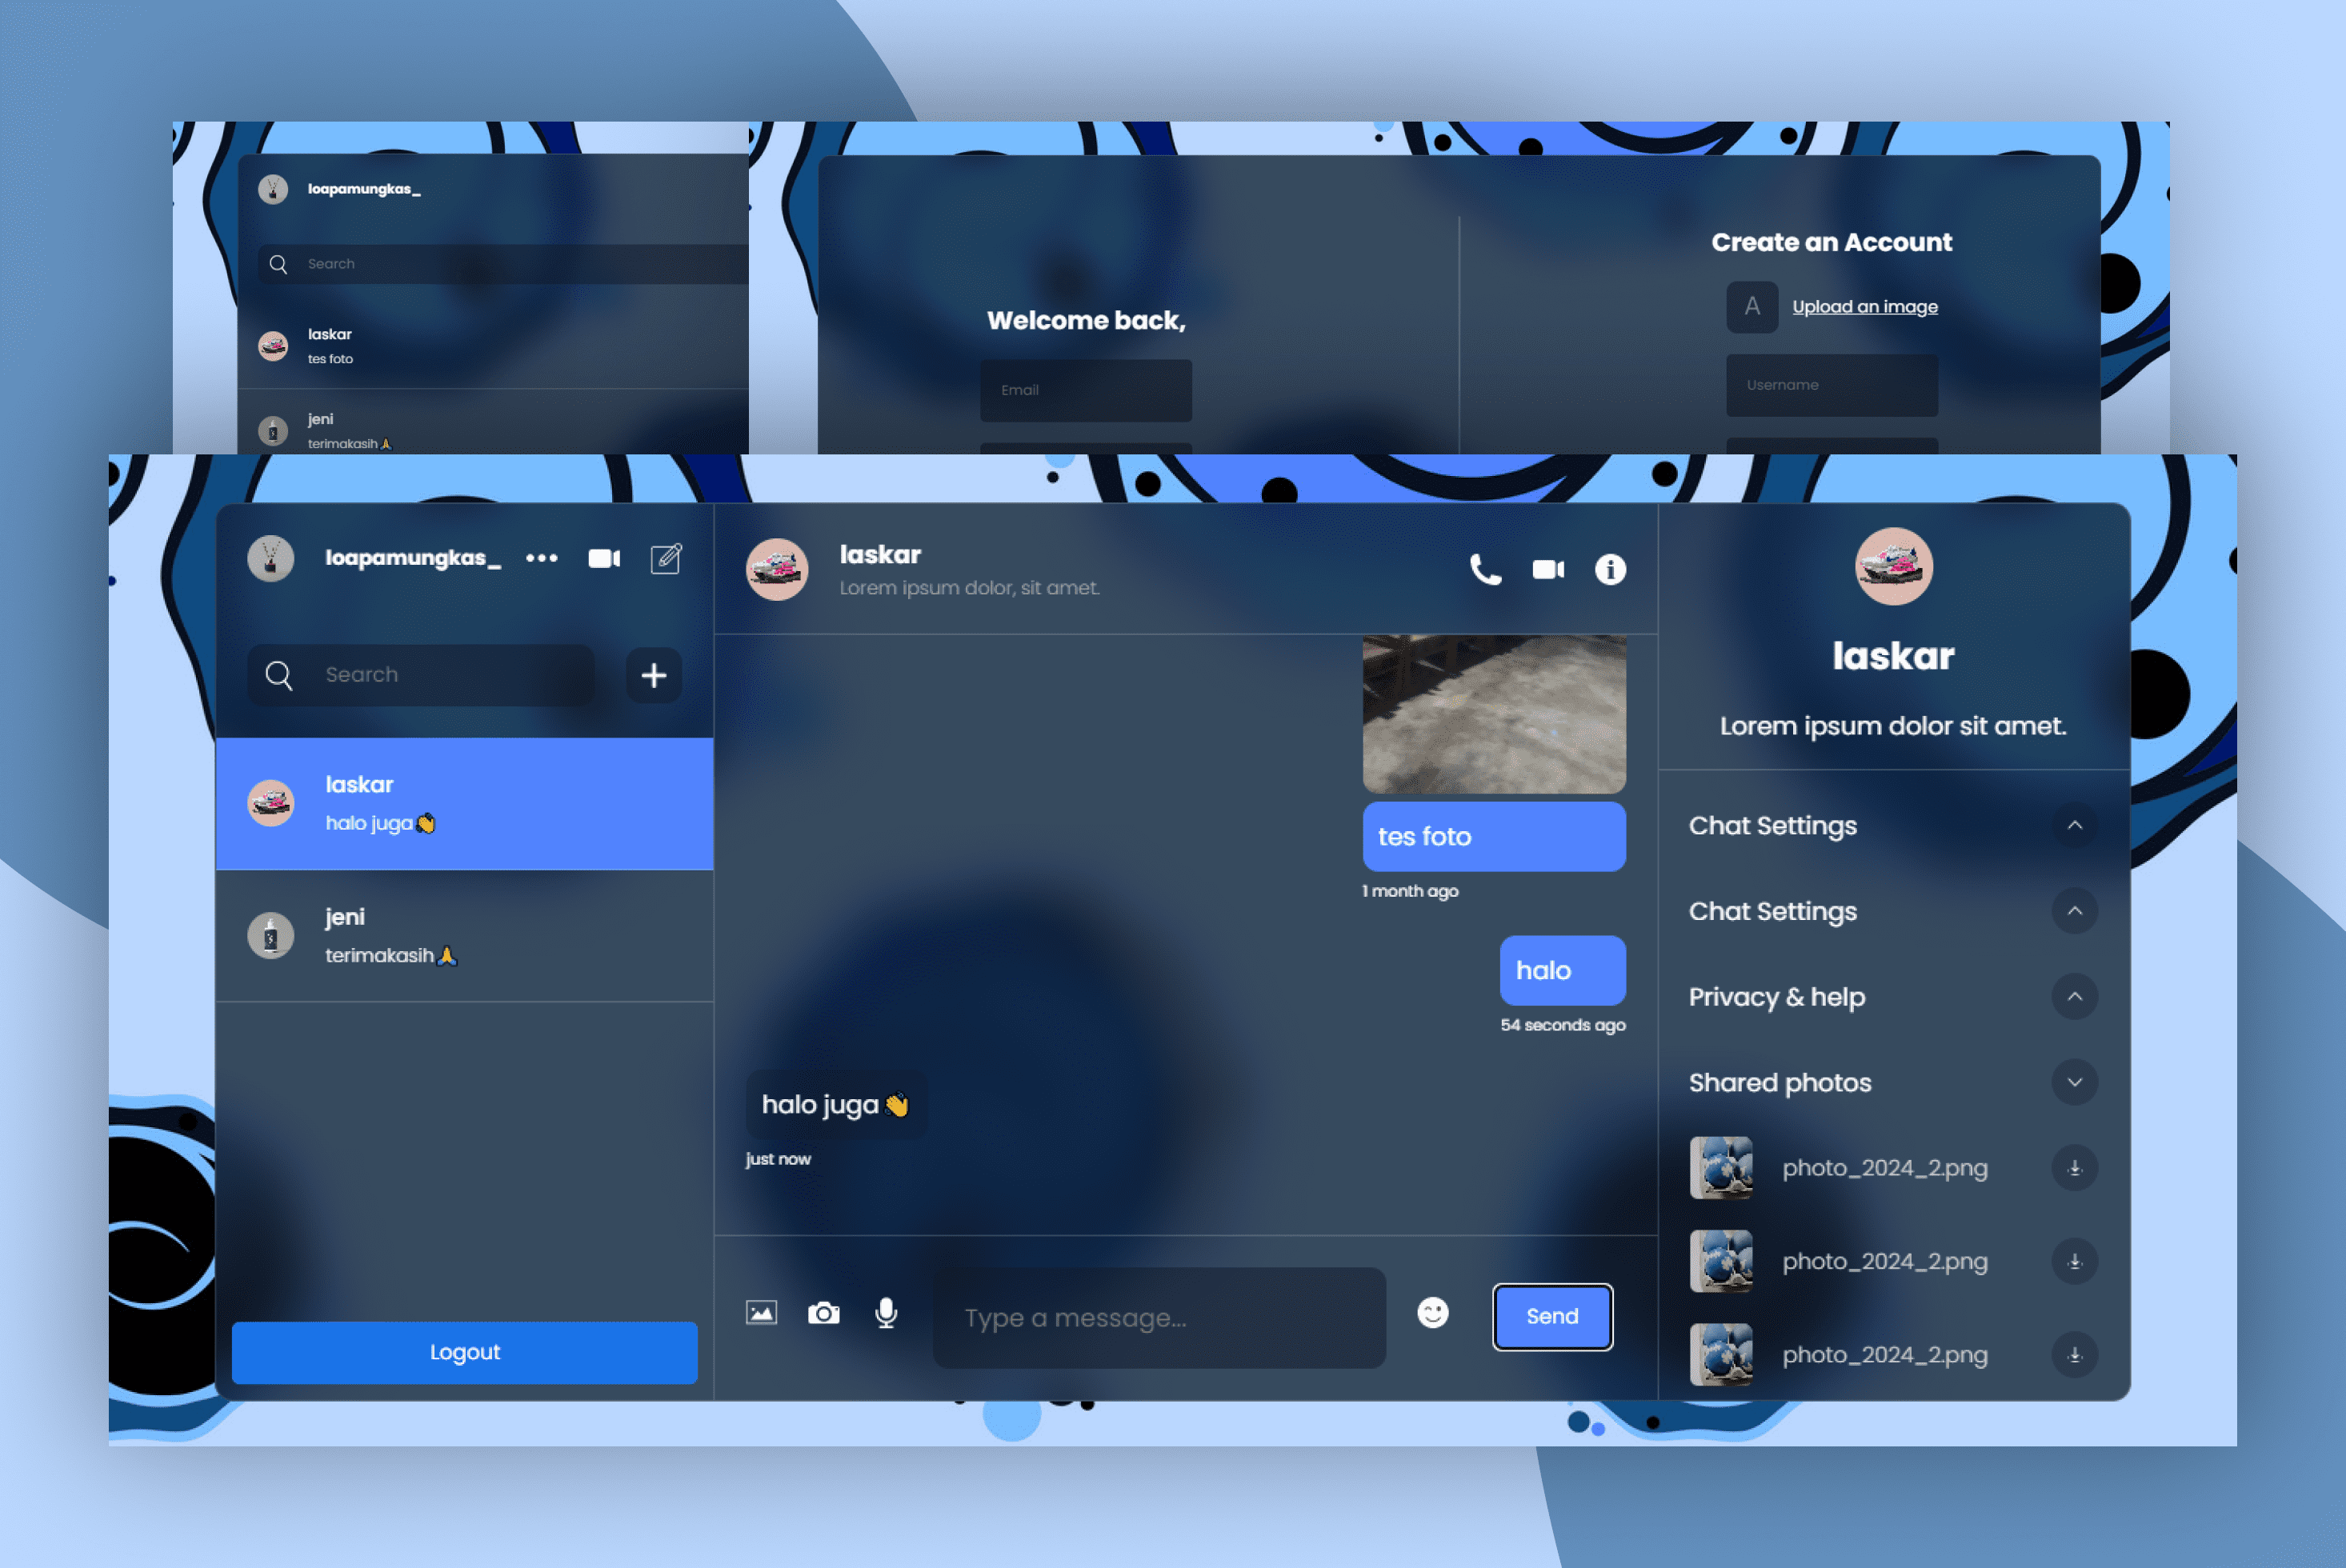 loapamungkas_
Search
laskar
tes foto
jeni
terimakasih🙏
Welcome back,
Email
Create an Account
A
Upload an image
Username
loapamungkas_
Search
laskar
halo juga👋
jeni
terimakasih🙏
Logout
laskar
Lorem ipsum dolor, sit amet.
tes foto
1 month ago
halo
54 seconds ago
halo juga👋
just now
Type a message...
Send
laskar
Lorem ipsum dolor sit amet.
Chat Settings
Chat Settings
Privacy & help
Shared photos
photo_2024_2.png
photo_2024_2.png
photo_2024_2.png